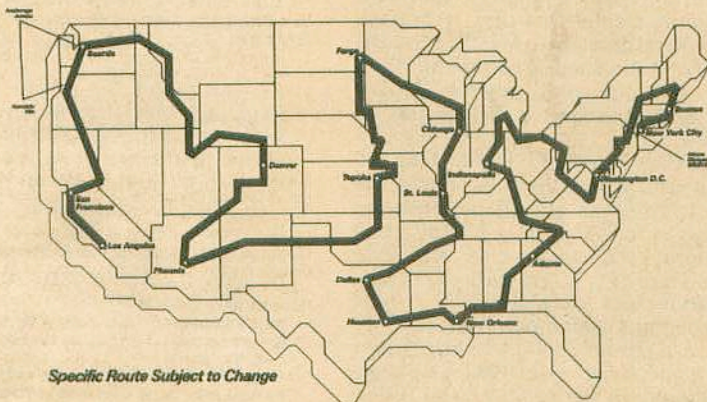 Anchorage
Seattle
Fargo
Boston
Chicago
New York City
Denver
Topeka
Indianapolis
Washington D.C.
St. Louis
San
Francisco
Los Angeles
Phoenix
Atlanta
Dallas
Houston
New Orleans
Specific Route Subject to Change